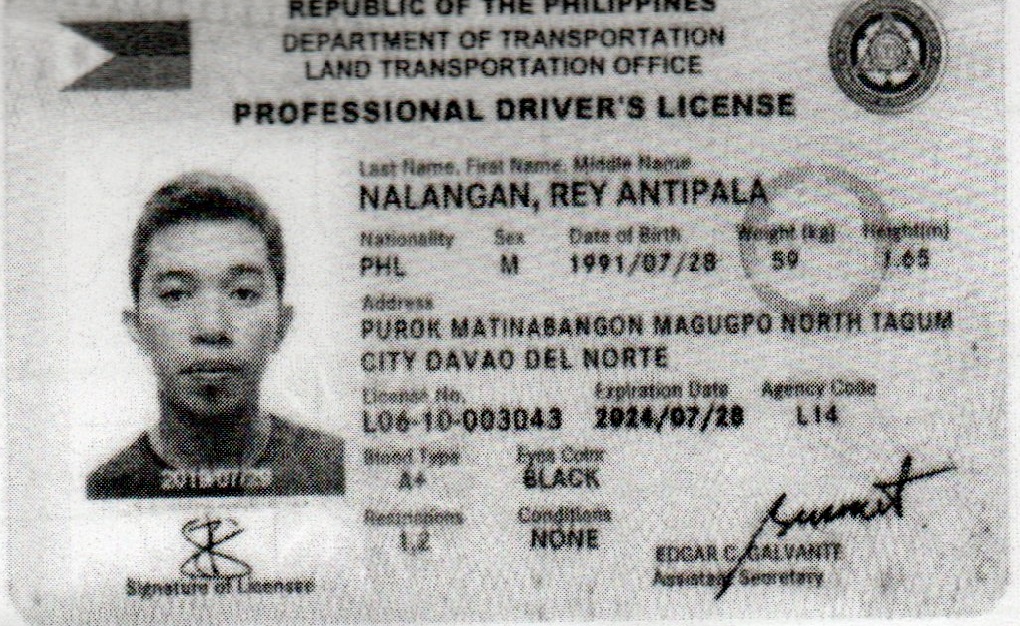 REPUBLIC OF THE PHILIPPINES
DEPARTMENT OF TRANSPORTATION
LAND TRANSPORTATION OFFICE
PROFESSIONAL DRIVER'S LICENSE
Last Name, First Name, Middle Name
NALANGAN, REY ANTIPALA
Nationality Sex Date of Birth Weight (kg) Height(m)
PHL M 1991/07/28 59 1.65
Address
PUROK MATINABANGON MAGUGPO NORTH TAGUM
CITY DAVAO DEL NORTE
License No. Expiration Date Agency Code
L06-10-003043 2024/07/28 L14
Blood Type Eyes Color
A+ BLACK
Restrictions Conditions
1,2 NONE
EDGAR C. GALVANTE
Assistant Secretary
Signature of Licensee